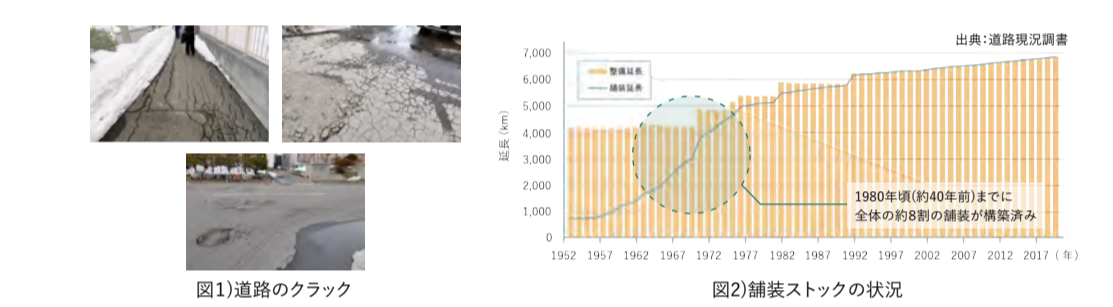 図1)道路のクラック
出典：道路現況調書
7,000
6,000
5,000
4,000
3,000
2,000
1,000
0
延長（km）
整備延長
舗装延長
1980年頃(約40年前)までに
全体の約8割の舗装が構築済み
1952 1957 1962 1967 1972 1977 1982 1987 1992 1997 2002 2007 2012 2017（年）
図2)舗装ストックの状況